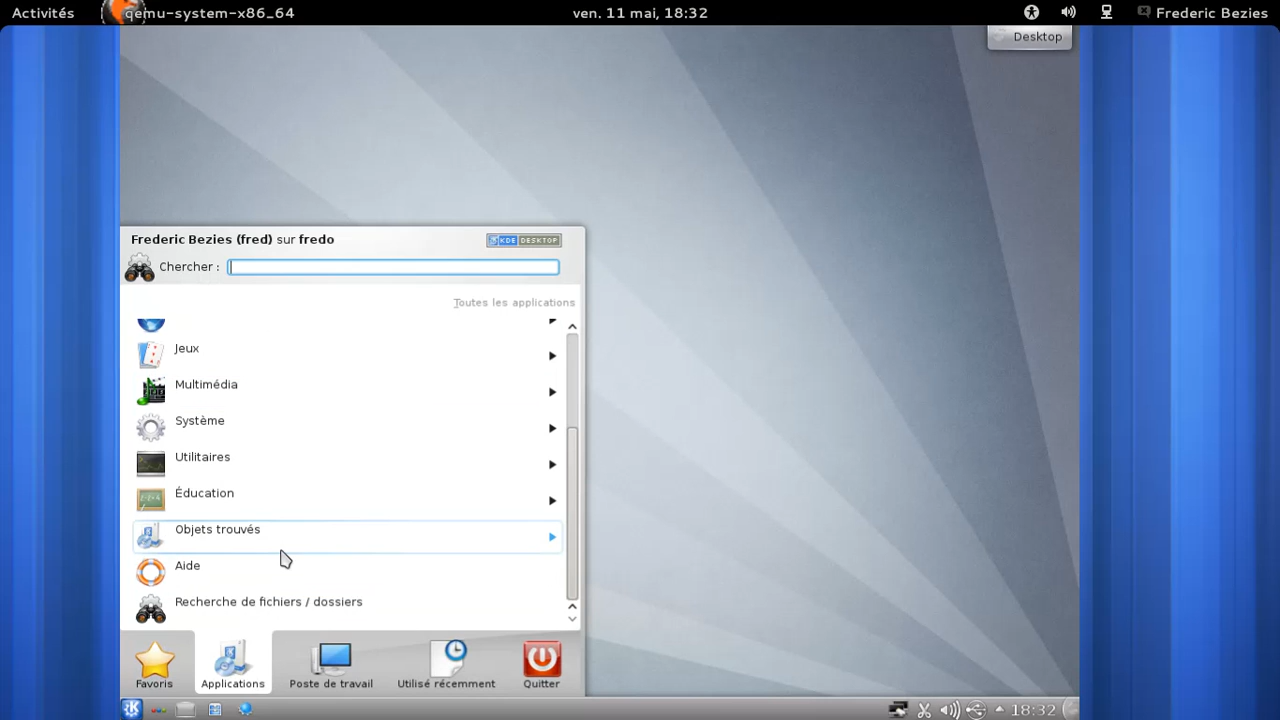 Activités
qemu-system-x86_64
ven. 11 mai, 18:32
Frederic Bezies
Desktop
Frederic Bezies (fred) sur fredo
KDE DESKTOP
Chercher :
Toutes les applications
Jeux
Multimédia
Système
Utilitaires
Éducation
Objets trouvés
Aide
Recherche de fichiers / dossiers
Favoris
Applications
Poste de travail
Utilisé récemment
Quitter
18:32